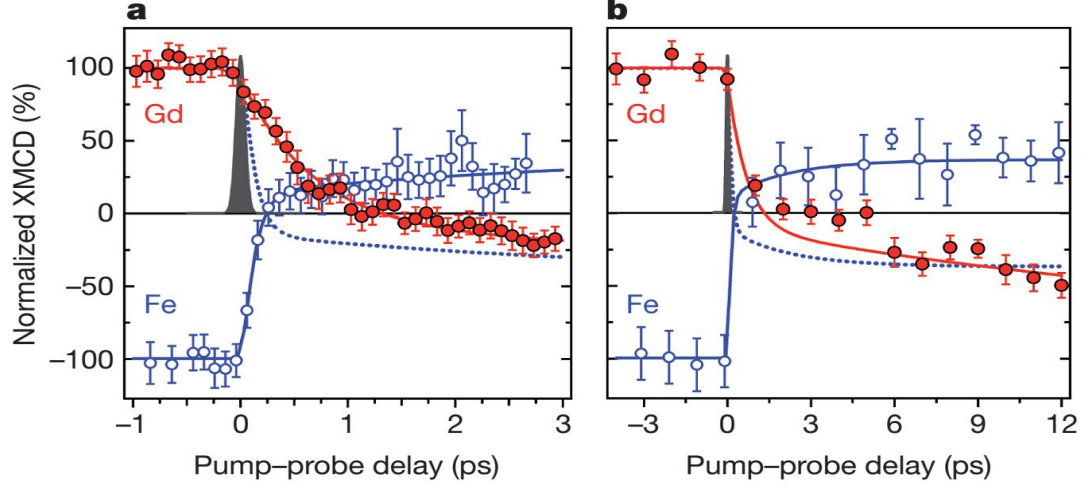 a
b
Normalized XMCD (%)
100
50
0
−50
−100
Gd
Fe
Gd
Fe
−1
0
1
2
3
−3
0
3
6
9
12
Pump–probe delay (ps)
Pump–probe delay (ps)